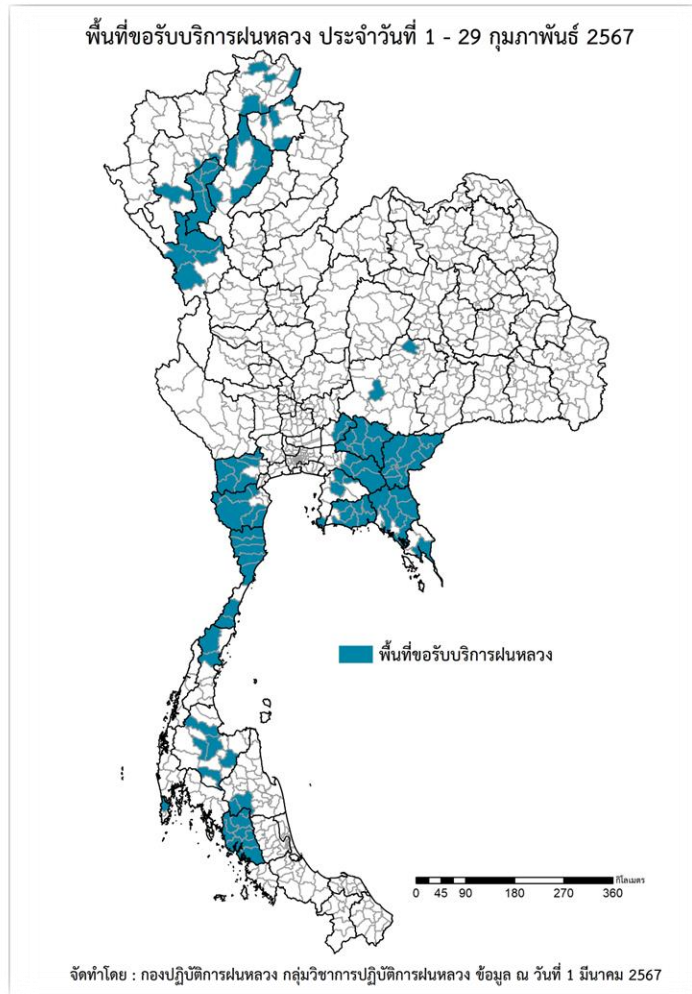 พื้นที่ขอรับบริการฝนหลวง ประจำวันที่ 1 - 29 กุมภาพันธ์ 2567
พื้นที่ขอรับบริการฝนหลวง
กิโลเมตร
0 45 90 180 270 360
จัดทำโดย : กองปฏิบัติการฝนหลวง กลุ่มวิชาการปฏิบัติการฝนหลวง ข้อมูล ณ วันที่ 1 มีนาคม 2567